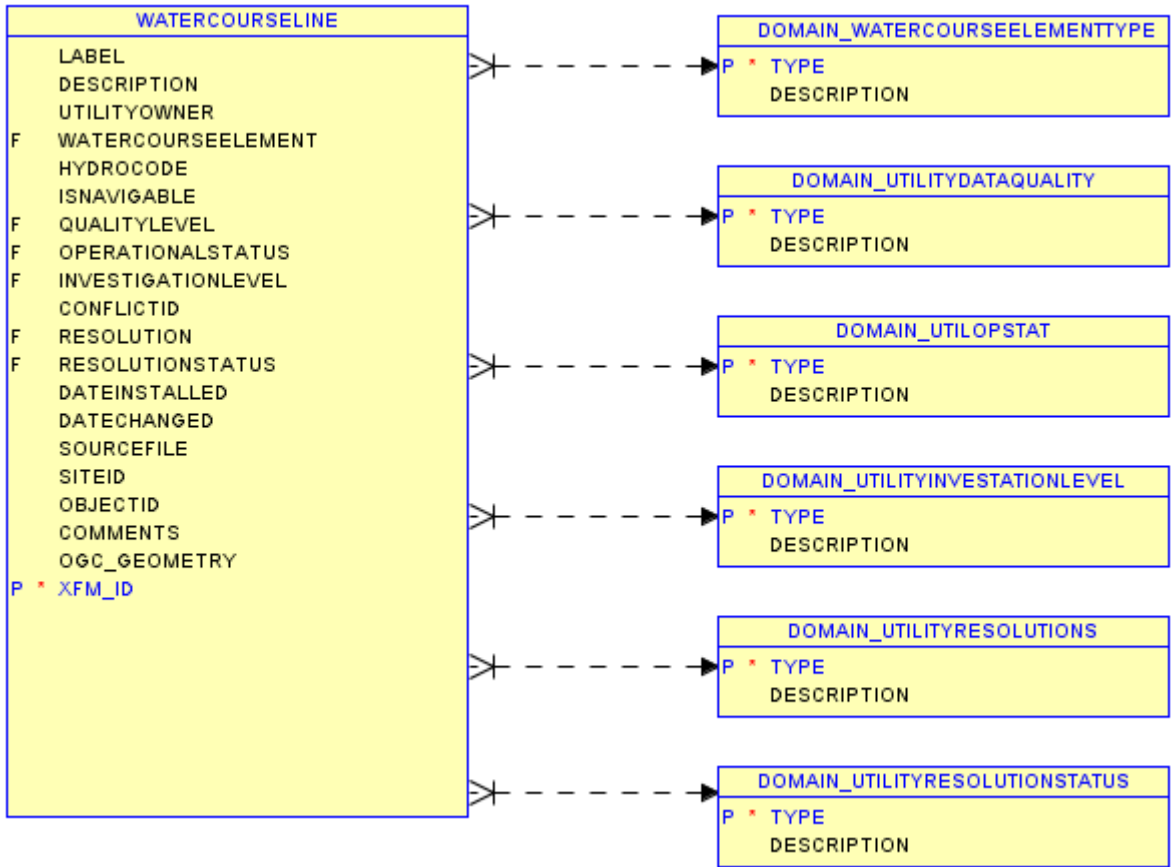 WATERCOURSELINE
LABEL
DESCRIPTION
UTILITYOWNER
F WATERCOURSEELEMENT
HYDROCODE
ISNAVIGABLE
F QUALITYLEVEL
F OPERATIONALSTATUS
F INVESTIGATIONLEVEL
CONFLICTID
F RESOLUTION
F RESOLUTIONSTATUS
DATEINSTALLED
DATECHANGED
SOURCEFILE
SITEID
OBJECTID
COMMENTS
OGC_GEOMETRY
P * XFM_ID
DOMAIN_WATERCOURSEELEMENTTYPE
P * TYPE
DESCRIPTION
DOMAIN_UTILITYDATAQUALITY
P * TYPE
DESCRIPTION
DOMAIN_UTILOPSTAT
P * TYPE
DESCRIPTION
DOMAIN_UTILITYINVESTATIONLEVEL
P * TYPE
DESCRIPTION
DOMAIN_UTILITYRESOLUTIONS
P * TYPE
DESCRIPTION
DOMAIN_UTILITYRESOLUTIONSTATUS
P * TYPE
DESCRIPTION